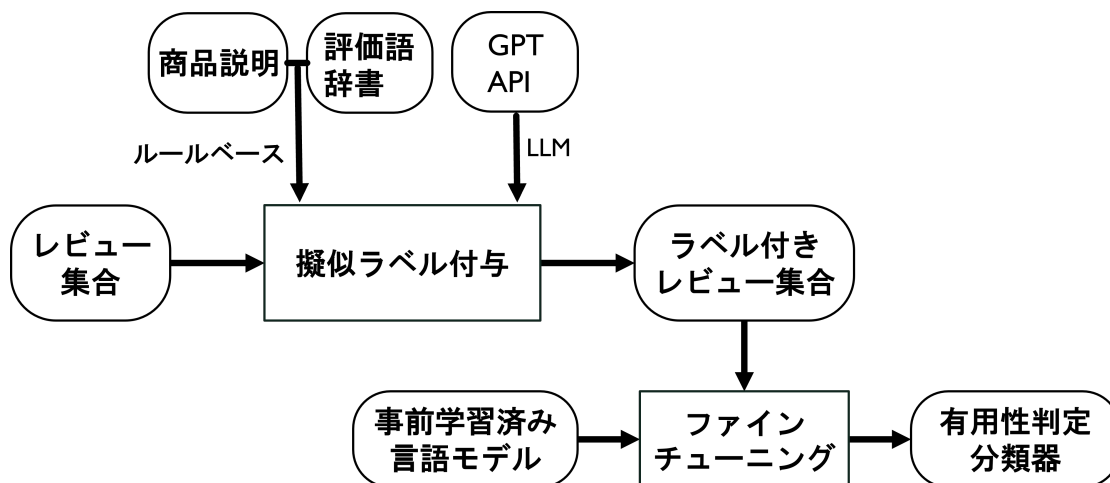 商品説明
評価語
辞書
GPT
API
ルールベース
LLM
レビュー
集合
擬似ラベル付与
ラベル付き
レビュー集合
事前学習済み
言語モデル
ファイン
チューニング
有用性判定
分類器